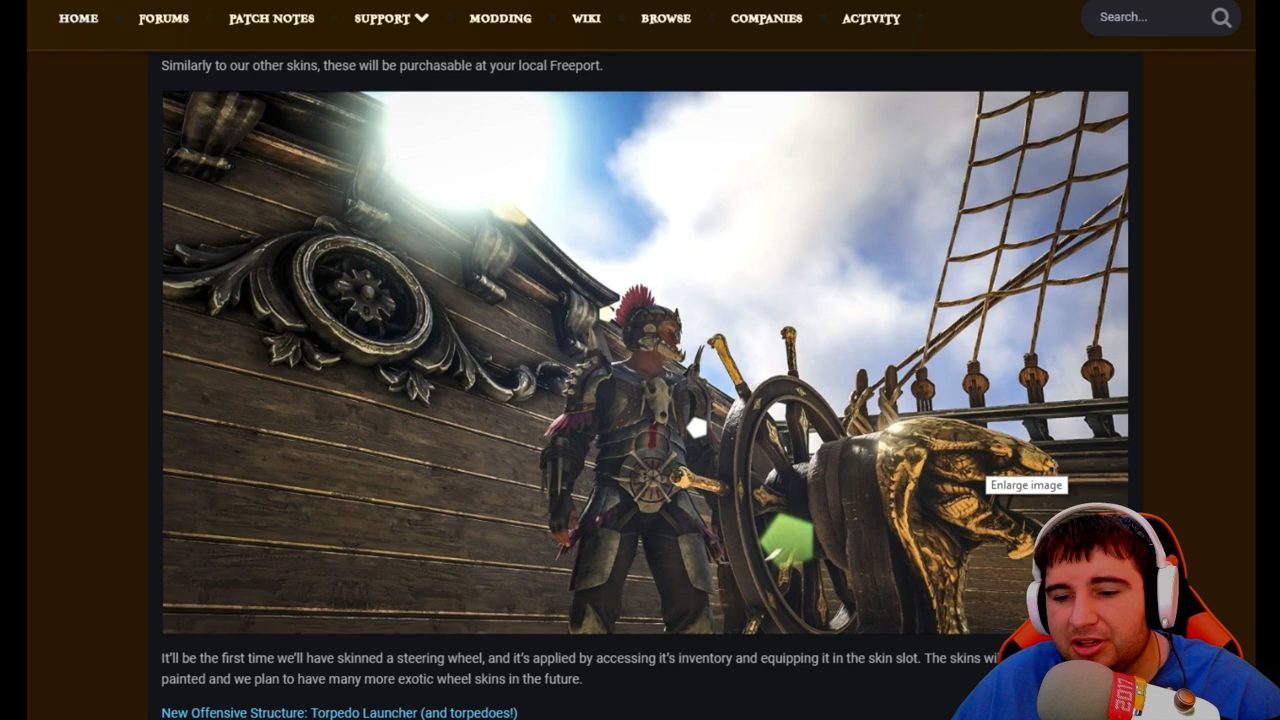 HOME FORUMS PATCH NOTES SUPPORT MODDING WIKI BROWSE COMPANIES ACTIVITY Search...
Similarly to our other skins, these will be purchasable at your local Freeport.
Enlarge image
It'll be the first time we'll have skinned a steering wheel, and it's applied by accessing it's inventory and equipping it in the skin slot. The skins
painted and we plan to have many more exotic wheel skins in the future.
New Offensive Structure: Torpedo Launcher (and torpedoes!)
2017